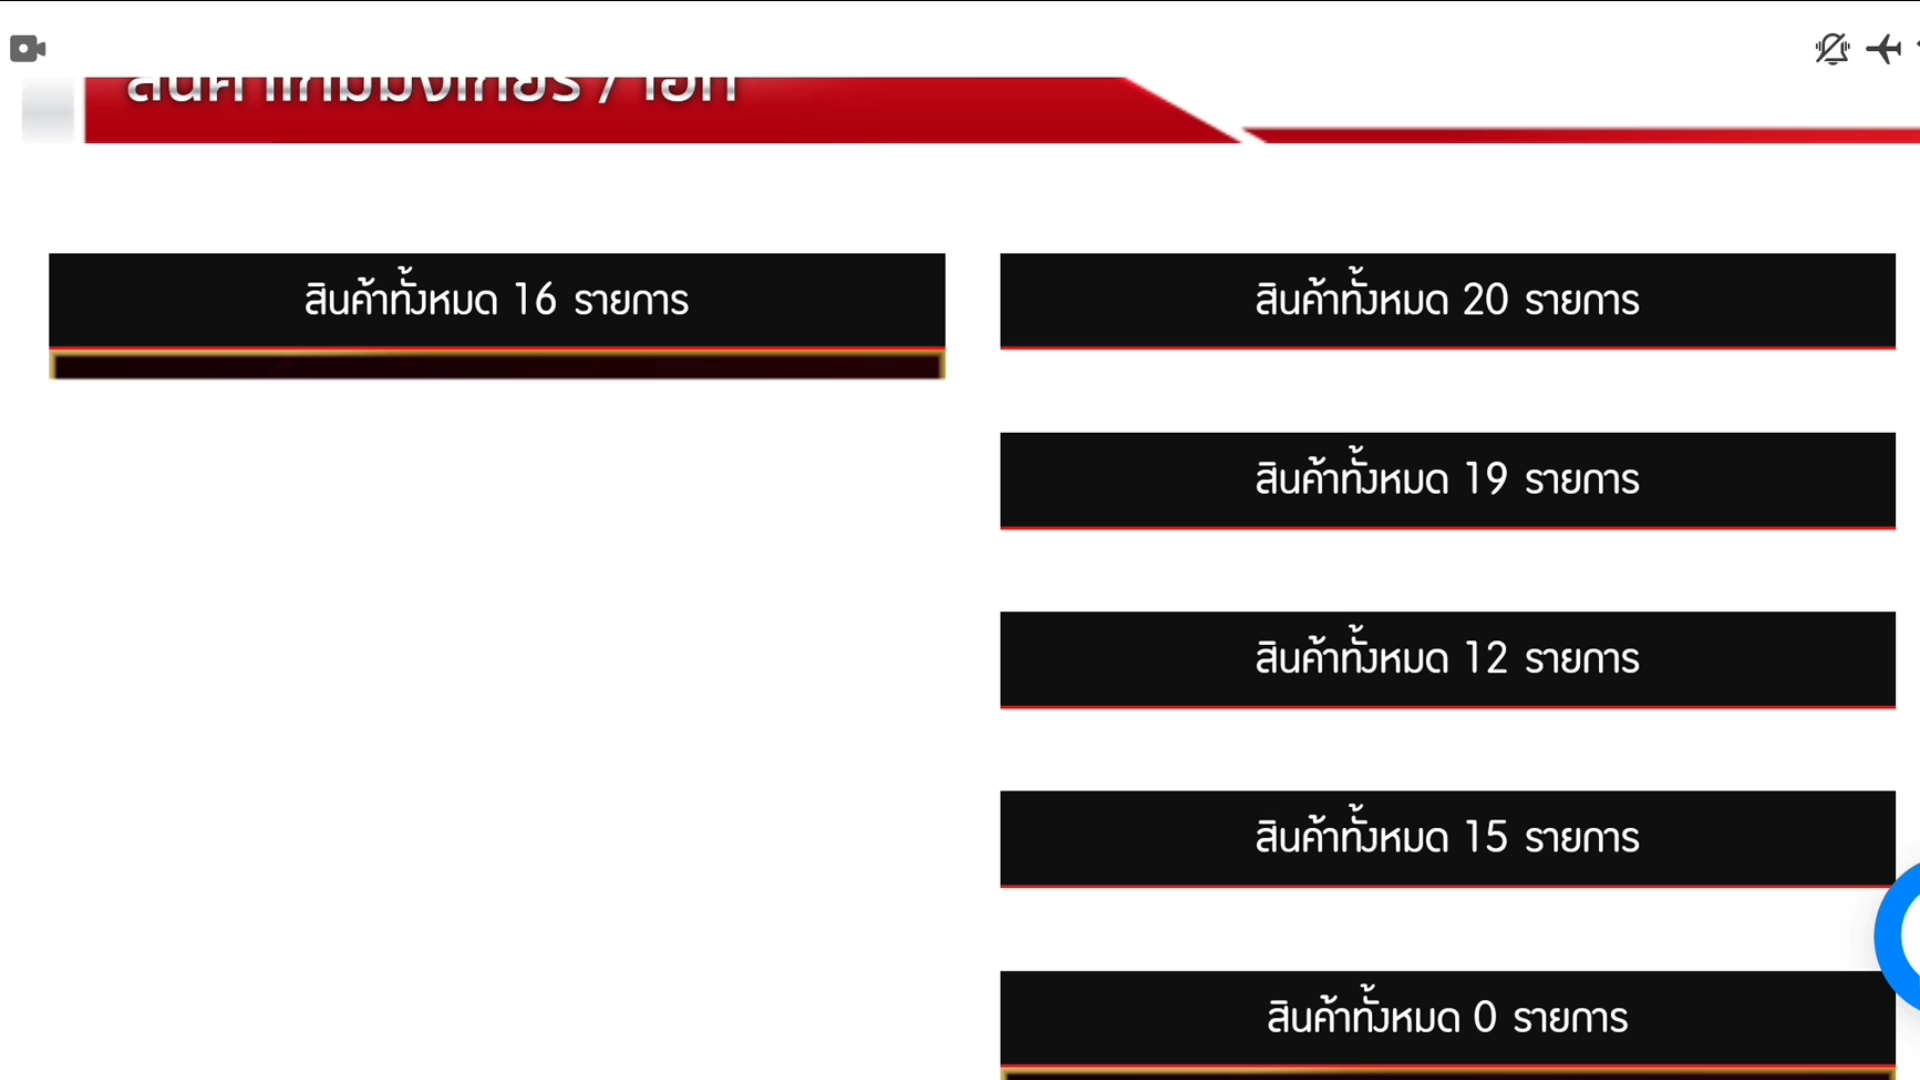 สินค้าทั้งหมด 16 รายการ
สินค้าทั้งหมด 20 รายการ
สินค้าทั้งหมด 19 รายการ
สินค้าทั้งหมด 12 รายการ
สินค้าทั้งหมด 15 รายการ
สินค้าทั้งหมด 0 รายการ